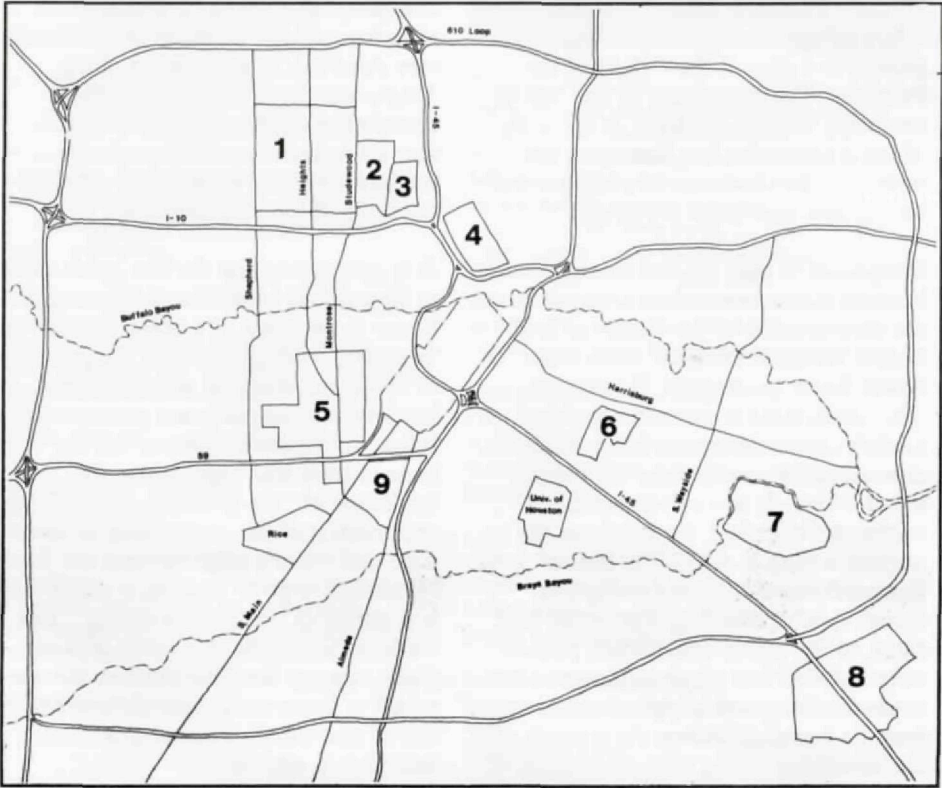 610 Loop
I-45
1
Heights
Studewood
2
3
I-10
4
Shepherd
Buffalo Bayou
Montrose
Harrisburg
5
6
59
9
S. Wayside
I-45
Univ. of
Houston
7
Rice
Brays Bayou
S. Main
Almeda
8